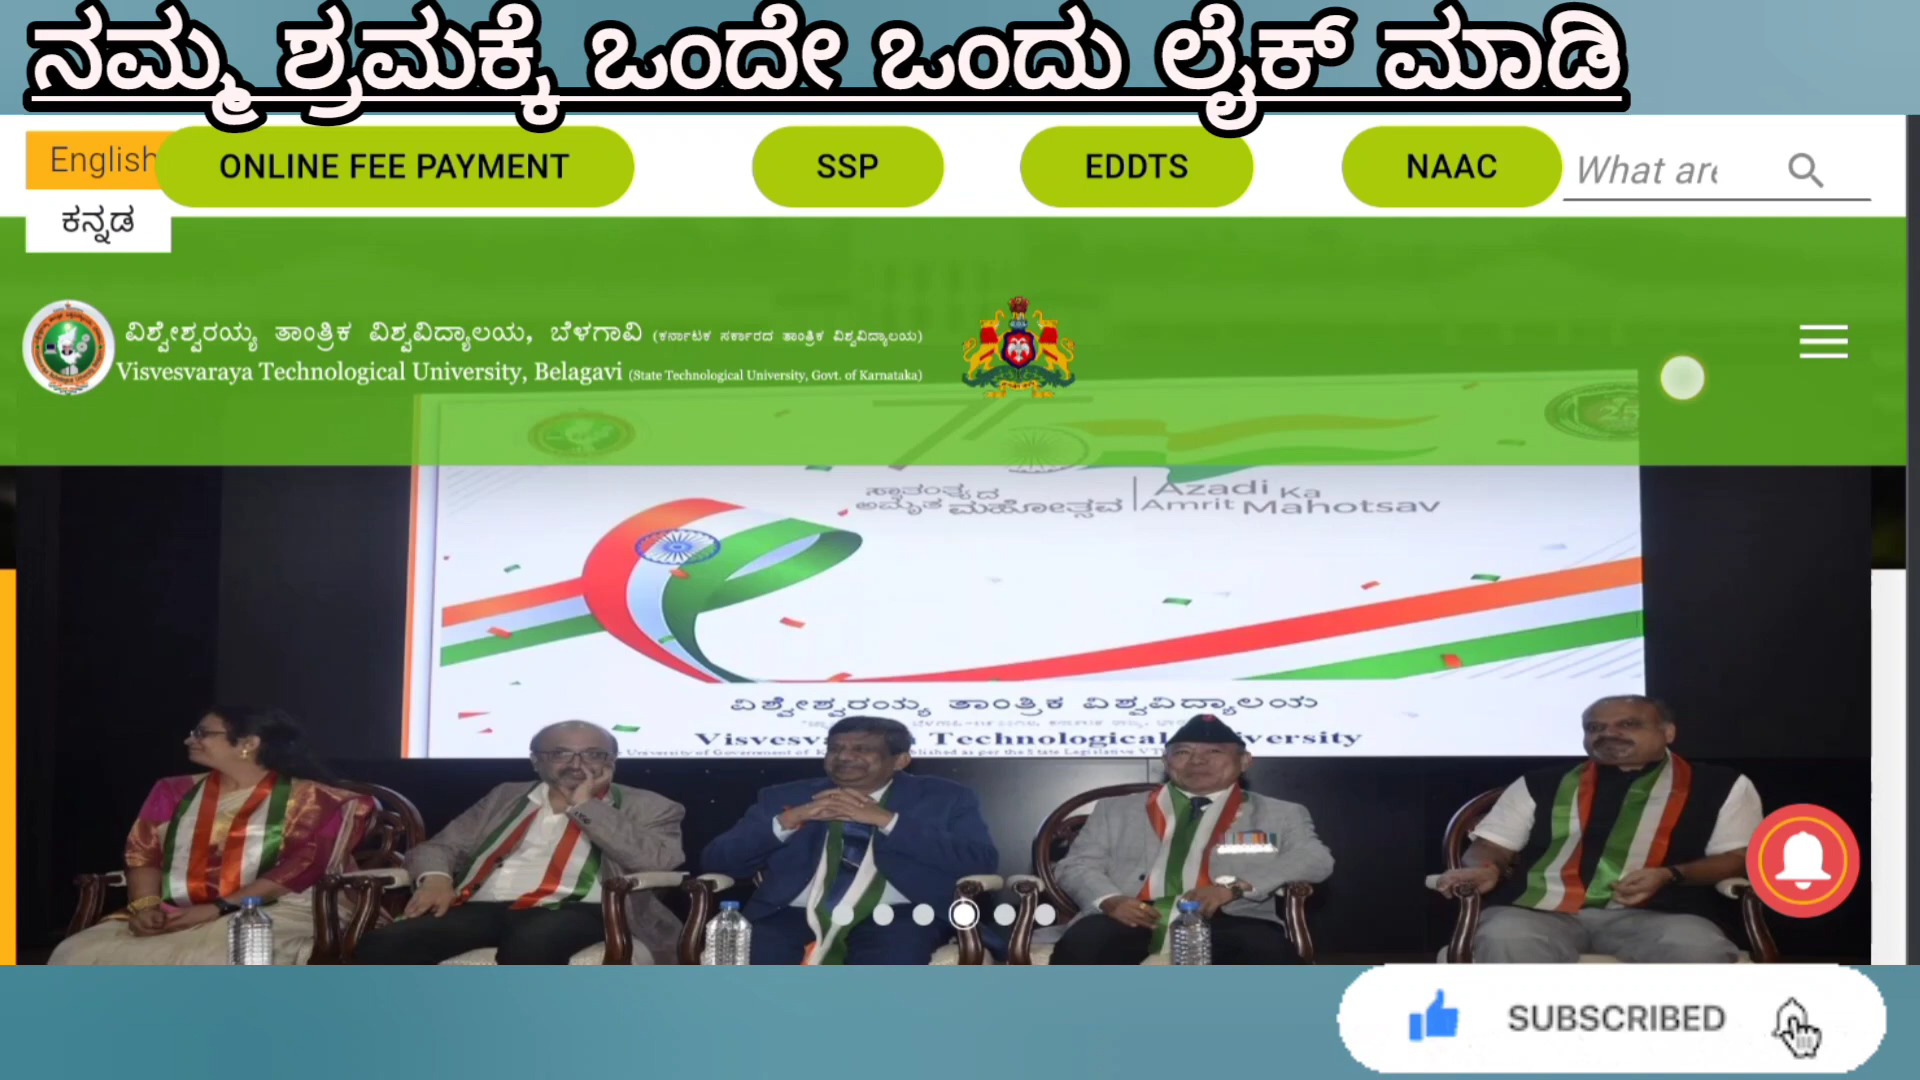 ನಮ್ಮ ಶ್ರಮಕ್ಕೆ ಒಂದೇ ಒಂದು ಲೈಕ್ ಮಾಡಿ
English
ONLINE FEE PAYMENT
SSP
EDDTS
NAAC
What are
ಕನ್ನಡ
ವಿಶ್ವೇಶ್ವರಯ್ಯ ತಾಂತ್ರಿಕ ವಿಶ್ವವಿದ್ಯಾಲಯ, ಬೆಳಗಾವಿ (ಕರ್ನಾಟಕ ಸರ್ಕಾರದ ತಾಂತ್ರಿಕ ವಿಶ್ವವಿದ್ಯಾಲಯ)
Visvesvaraya Technological University, Belagavi (State Technological University, Govt. of Karnataka)
ಸ್ವಾತಂತ್ರ್ಯದ
ಅಮೃತ ಮಹೋತ್ಸವ
Azadi Ka
Amrit Mahotsav
ವಿಶ್ವೇಶ್ವರಯ್ಯ ತಾಂತ್ರಿಕ ವಿಶ್ವವಿದ್ಯಾಲಯ
Technological
SUBSCRIBED